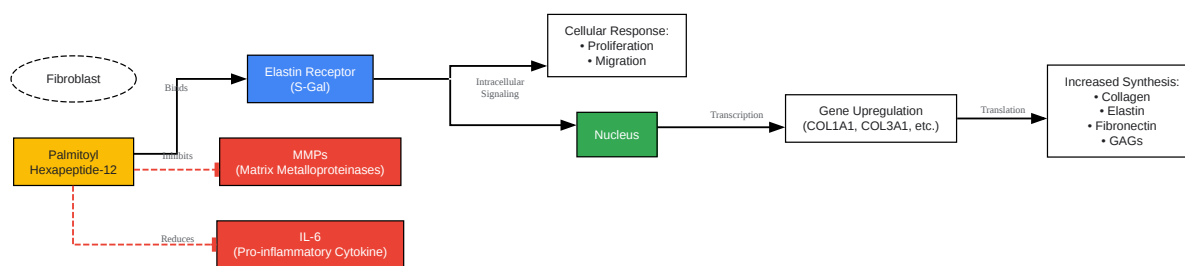 Fibroblast
Palmitoyl
Hexapeptide-12
Binds
Inhibits
Reduces
Elastin Receptor
(S-Gal)
MMPs
(Matrix Metalloproteinases)
IL-6
(Pro-inflammatory Cytokine)
Intracellular
Signaling
Cellular Response:
• Proliferation
• Migration
Nucleus
Transcription
Gene Upregulation
(COL1A1, COL3A1, etc.)
Translation
Increased Synthesis:
• Collagen
• Elastin
• Fibronectin
• GAGs